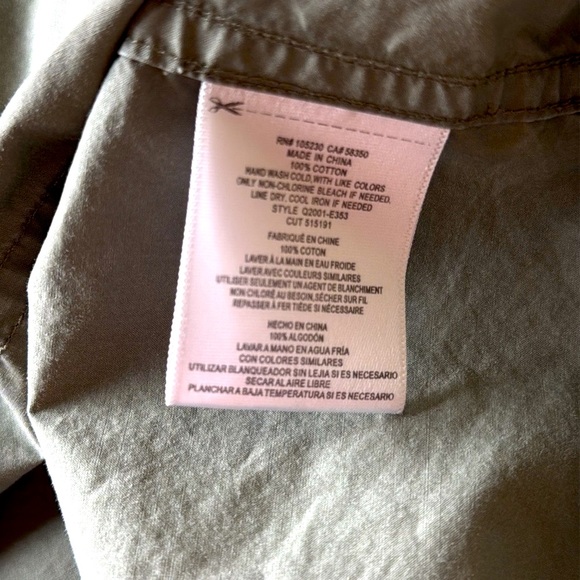 RN# 105230 CA# 58350
MADE IN CHINA
100% COTTON
HAND WASH COLD,WITH LIKE COLORS
ONLY NON-CHLORINE BLEACH IF NEEDED,
LINE DRY, COOL IRON IF NEEDED
STYLE Q2001-E353
CUT 515191
FABRIQUÉ EN CHINE
100% COTON
LAVER À LA MAIN EN EAU FROIDE
LAVER AVEC COULEURS SIMILAIRES
UTILISER SEULEMENT UN AGENT DE BLANCHIMENT
NON CHLORÉ AU BESOIN, SÉCHER SUR FIL
REPASSER À FER TIÈDE SI NÉCESSAIRE
HECHO EN CHINA
100% ALGODÓN
LAVAR A MANO EN AGUA FRÍA
CON COLORES SIMILARES
UTILIZAR BLANQUEADOR SIN LEJIA SI ES NECESARIO
SECAR AL AIRE LIBRE
PLANCHAR A BAJA TEMPERATURA SI ES NECESARIO